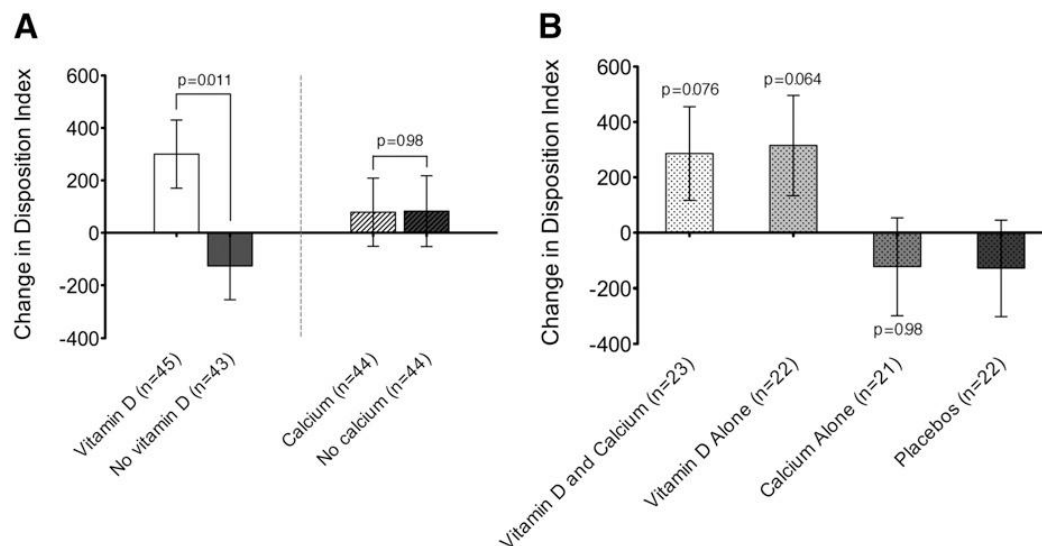 A
Change in Disposition Index
600
400
200
0
-200
-400
p=0.011
p=0.98
Vitamin D (n=45)
No vitamin D (n=43)
Calcium (n=44)
No calcium (n=44)
B
Change in Disposition Index
600
400
200
0
-200
-400
p=0.076
p=0.064
p=0.98
Vitamin D and Calcium (n=23)
Vitamin D Alone (n=22)
Calcium Alone (n=21)
Placebos (n=22)